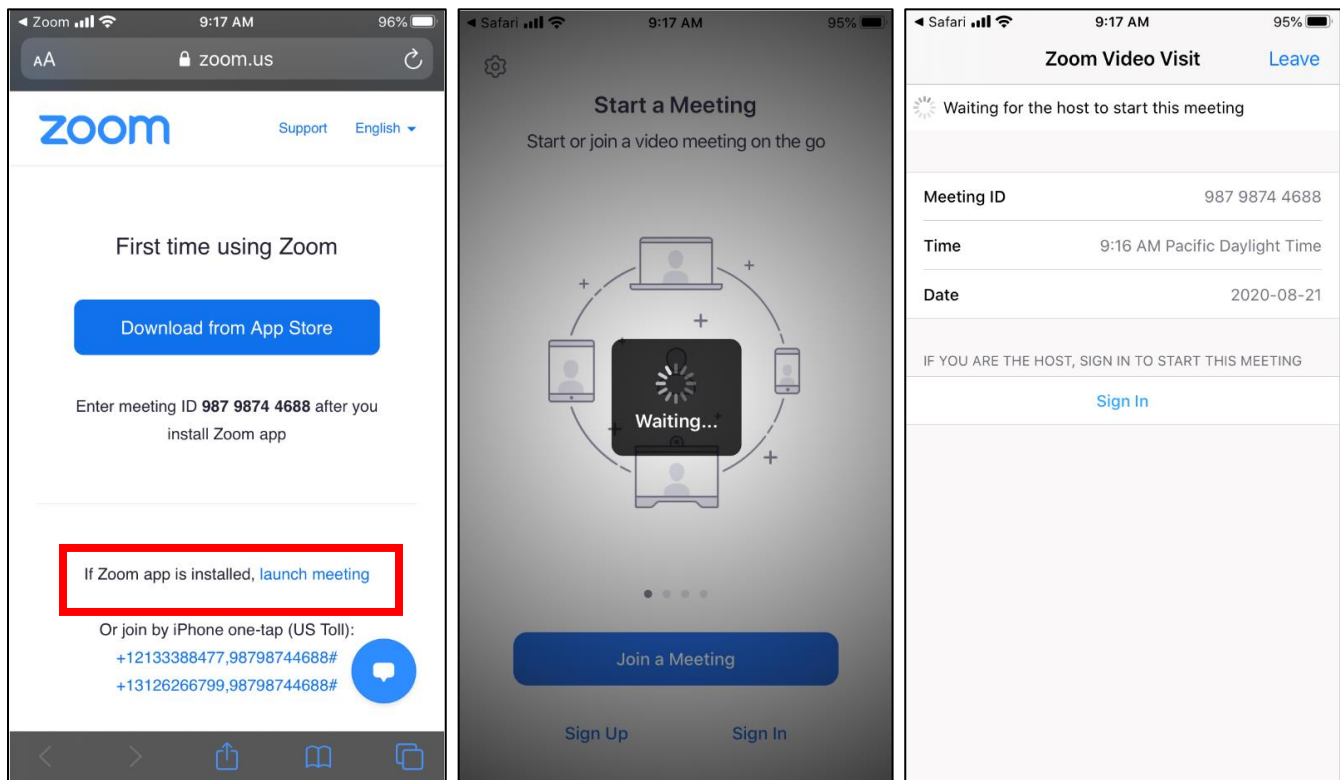 Zoom 9:17 AM 96%
AA zoom.us
zoom Support English
First time using Zoom
Download from App Store
Enter meeting ID 987 9874 4688 after you
install Zoom app
If Zoom app is installed, launch meeting
Or join by iPhone one-tap (US Toll):
+12133388477,98798744688#
+13126266799,98798744688#
Safari 9:17 AM 95%
Start a Meeting
Start or join a video meeting on the go
Waiting...
Join a Meeting
Sign Up Sign In
Safari 9:17 AM 95%
Zoom Video Visit Leave
Waiting for the host to start this meeting
Meeting ID 987 9874 4688
Time 9:16 AM Pacific Daylight Time
Date 2020-08-21
IF YOU ARE THE HOST, SIGN IN TO START THIS MEETING
Sign In